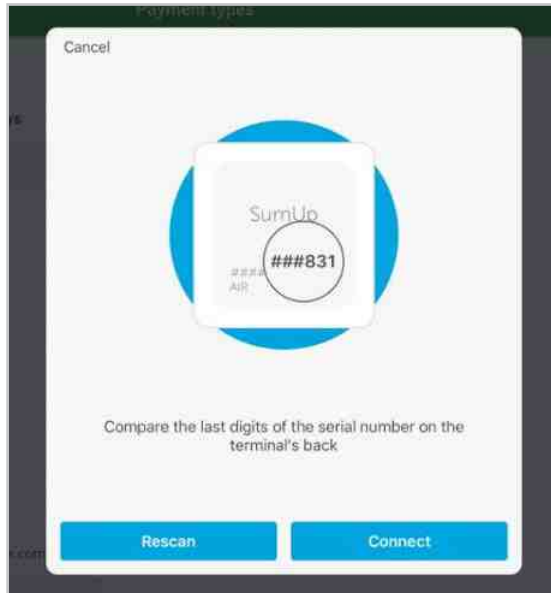 Payment types
Cancel
SumUp
###831
####
AIR
Compare the last digits of the serial number on the
terminal's back
Rescan
Connect